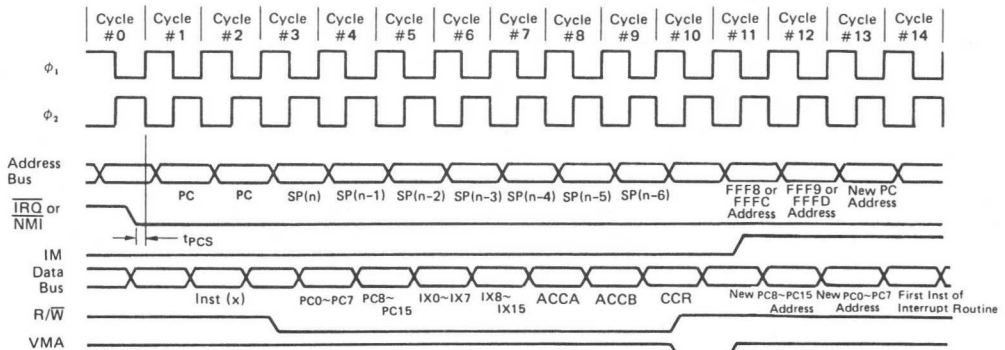 Cycle #0 Cycle #1 Cycle #2 Cycle #3 Cycle #4 Cycle #5 Cycle #6 Cycle #7 Cycle #8 Cycle #9 Cycle #10 Cycle #11 Cycle #12 Cycle #13 Cycle #14
φ₁
φ₂
Address Bus
PC PC SP(n) SP(n-1) SP(n-2) SP(n-3) SP(n-4) SP(n-5) SP(n-6) FFF8 or FFFC Address FFF9 or FFFD Address New PC Address
IRQ or NMI
tPCS
IM
Data Bus
Inst (x) PC0~PC7 PC8~PC15 IX0~IX7 IX8~IX15 ACCA ACCB CCR New PC8~PC15 Address New PC0~PC7 Address First Inst of Interrupt Routine
R/W
VMA